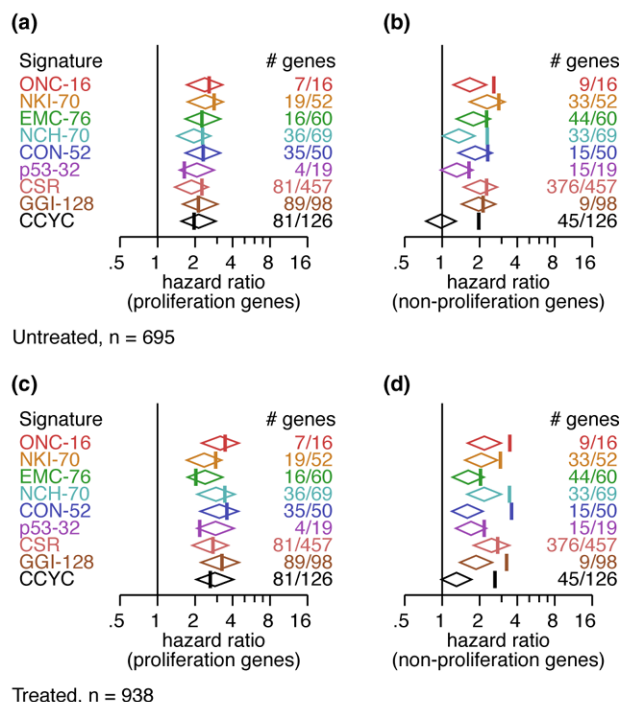 (a)
Signature # genes
ONC-16 7/16
NKI-70 19/52
EMC-76 16/60
NCH-70 36/69
CON-52 35/50
p53-32 4/19
CSR 81/457
GGI-128 89/98
CCYC 81/126
.5 1 2 4 8 16
hazard ratio
(proliferation genes)
(b)
# genes
9/16
33/52
44/60
33/69
15/50
15/19
376/457
9/98
45/126
.5 1 2 4 8 16
hazard ratio
(non-proliferation genes)
Untreated, n = 695
(c)
Signature # genes
ONC-16 7/16
NKI-70 19/52
EMC-76 16/60
NCH-70 36/69
CON-52 35/50
p53-32 4/19
CSR 81/457
GGI-128 89/98
CCYC 81/126
.5 1 2 4 8 16
hazard ratio
(proliferation genes)
(d)
# genes
9/16
33/52
44/60
33/69
15/50
15/19
376/457
9/98
45/126
.5 1 2 4 8 16
hazard ratio
(non-proliferation genes)
Treated, n = 938